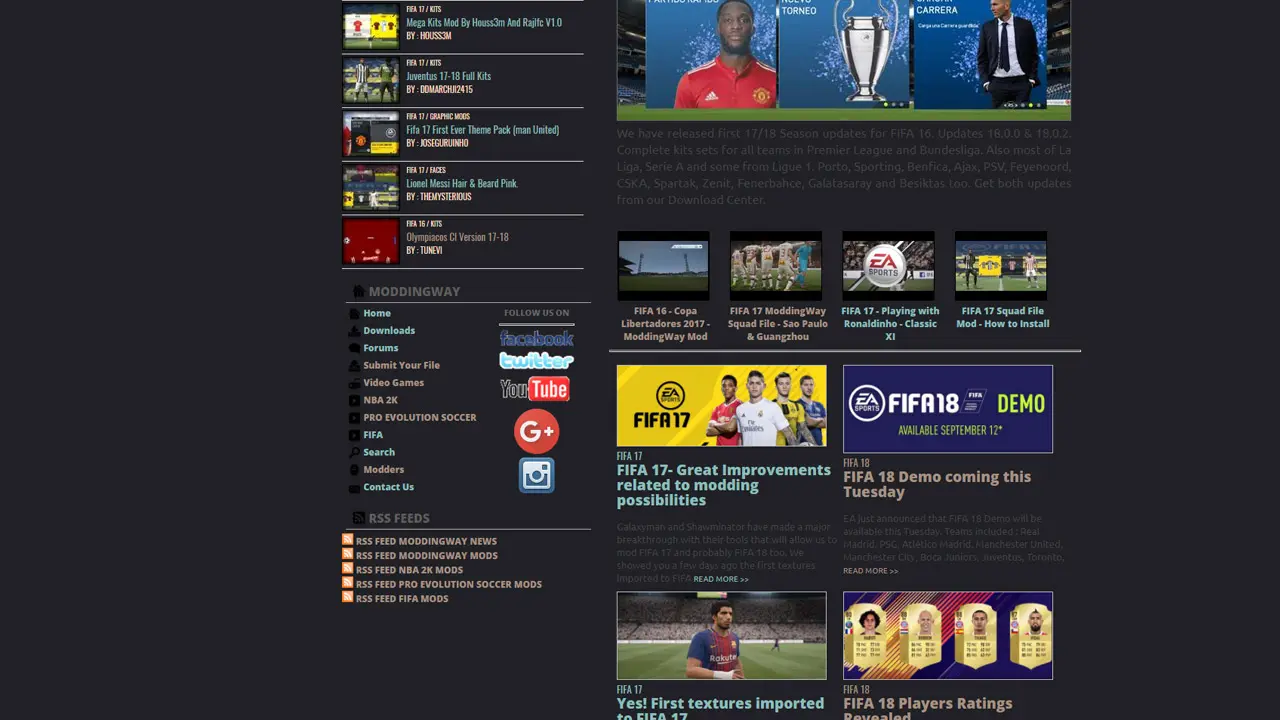 FIFA 17 / KITS
Mega Kits Mod By Houss3m And Rajifc V1.0
BY : HOUSS3M
FIFA 17 / KITS
Juventus 17-18 Full Kits
BY : DDMARCHJI2415
FIFA 17 / GRAPHIC MODS
Fifa 17 First Ever Theme Pack (man United)
BY : JOSEGURUINHO
FIFA 17 / FACES
Lionel Messi Hair & Beard Pink
BY : THEMYSTERIOUS
FIFA 16 / KITS
Olympiacos Cl Version 17-18
BY : TUNEVI
MODDINGWAY
Home
Downloads
Forums
Submit Your File
Video Games
NBA 2K
PRO EVOLUTION SOCCER
FIFA
Search
Modders
Contact Us
FOLLOW US ON
facebook
twitter
YouTube
G+
RSS FEEDS
RSS FEED MODDINGWAY NEWS
RSS FEED MODDINGWAY MODS
RSS FEED NBA 2K MODS
RSS FEED PRO EVOLUTION SOCCER MODS
RSS FEED FIFA MODS
TORNEO
CARRERA
Carga una Carrera guardada
We have released first 17/18 Season updates for FIFA 16. Updates 18.0.0 & 18.0.2.
Complete kits sets for all teams in Premier League and Bundesliga. Also most of La
Liga, Serie A and some from Ligue 1. Porto, Sporting, Benfica, Ajax, PSV, Feyenoord,
CSKA, Spartak, Zenit, Fenerbahce, Galatasaray and Besiktas too. Get both updates
from our Download Center.
EA
SPORTS
FIFA 16 - Copa
Libertadores 2017 -
ModdingWay Mod
FIFA 17 ModdingWay
Squad File - Sao Paulo
& Guangzhou
FIFA 17 - Playing with
Ronaldinho - Classic
XI
FIFA 17 Squad File
Mod - How to Install
EA
SPORTS
FIFA 17
FIFA 17
FIFA 17- Great Improvements
related to modding
possibilities
Galaxyman and Shawminator have made a major
breakthrough with their tools that will allow us to
mod FIFA 17 and probably FIFA 18 too. We
showed you a few days ago the first textures
imported to FIFA READ MORE >>
EA
SPORTS
FIFA18
FIFA
DEMO
AVAILABLE SEPTEMBER 12*
FIFA 18
FIFA 18 Demo coming this
Tuesday
EA just announced that FIFA 18 Demo will be
available this Tuesday. Teams included : Real
Madrid, PSG, Atlético Madrid, Manchester United,
Manchester City, Boca Juniors, Juventus, Toronto,
READ MORE >>
Rakuten
FIFA 17
Yes! First textures imported
to FIFA 17
FIFA 18
FIFA 18 Players Ratings
Revealed